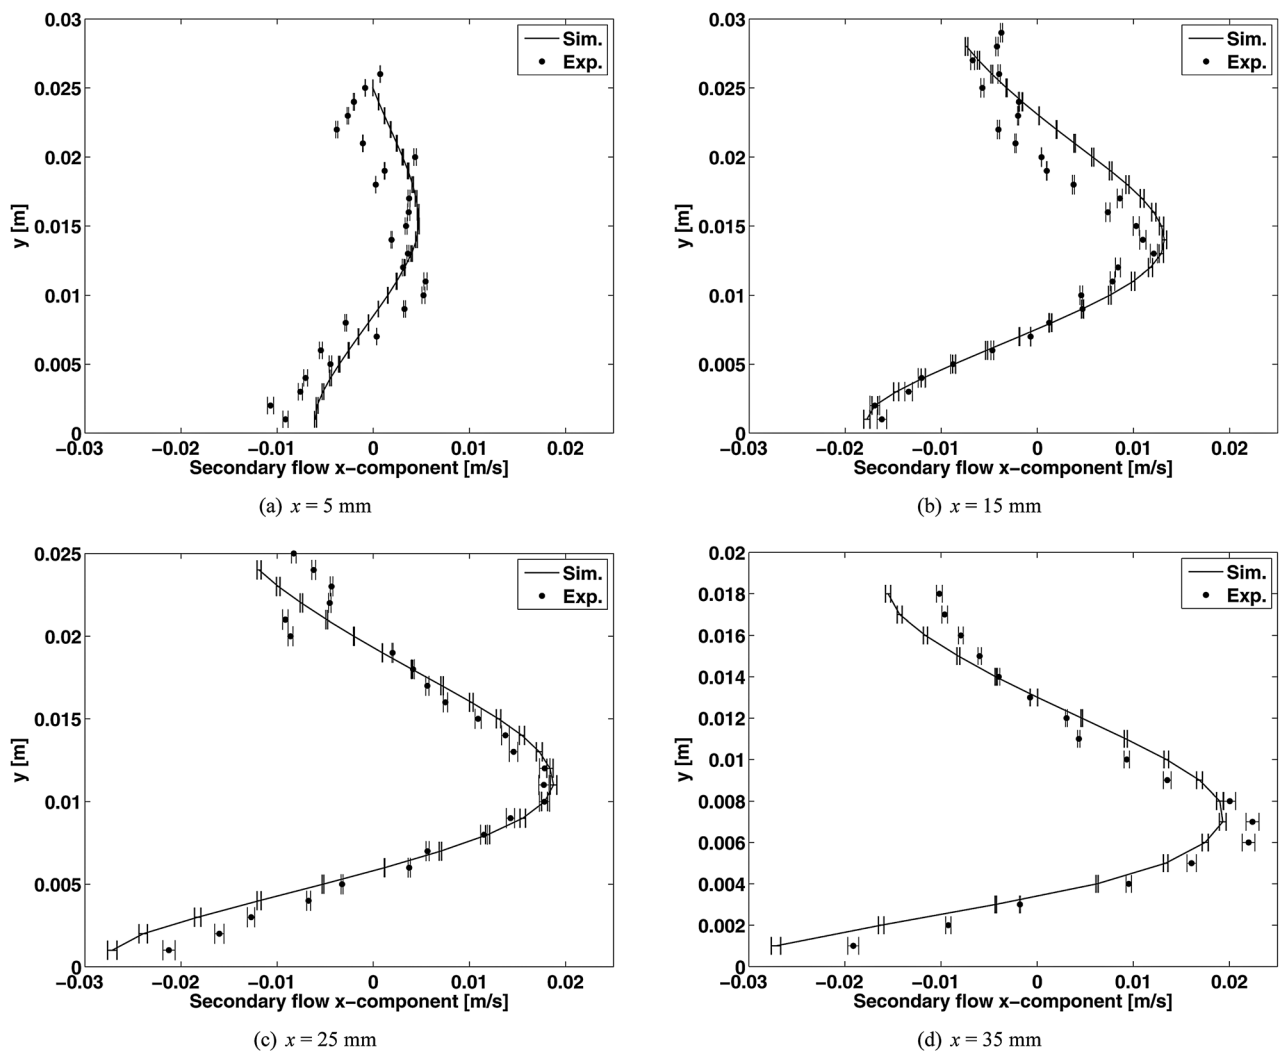 0.03
0.025
0.02
0.015
0.01
0.005
0
y [m]
−0.03 −0.02 −0.01 0 0.01 0.02
Secondary flow x−component [m/s]
Sim.
Exp.
(a) x = 5 mm
0.03
0.025
0.02
0.015
0.01
0.005
0
y [m]
−0.03 −0.02 −0.01 0 0.01 0.02
Secondary flow x−component [m/s]
Sim.
Exp.
(b) x = 15 mm
0.025
0.02
0.015
0.01
0.005
0
y [m]
−0.03 −0.02 −0.01 0 0.01 0.02
Secondary flow x−component [m/s]
Sim.
Exp.
(c) x = 25 mm
0.02
0.018
0.016
0.014
0.012
0.01
0.008
0.006
0.004
0.002
0
y [m]
−0.03 −0.02 −0.01 0 0.01 0.02
Secondary flow x−component [m/s]
Sim.
Exp.
(d) x = 35 mm